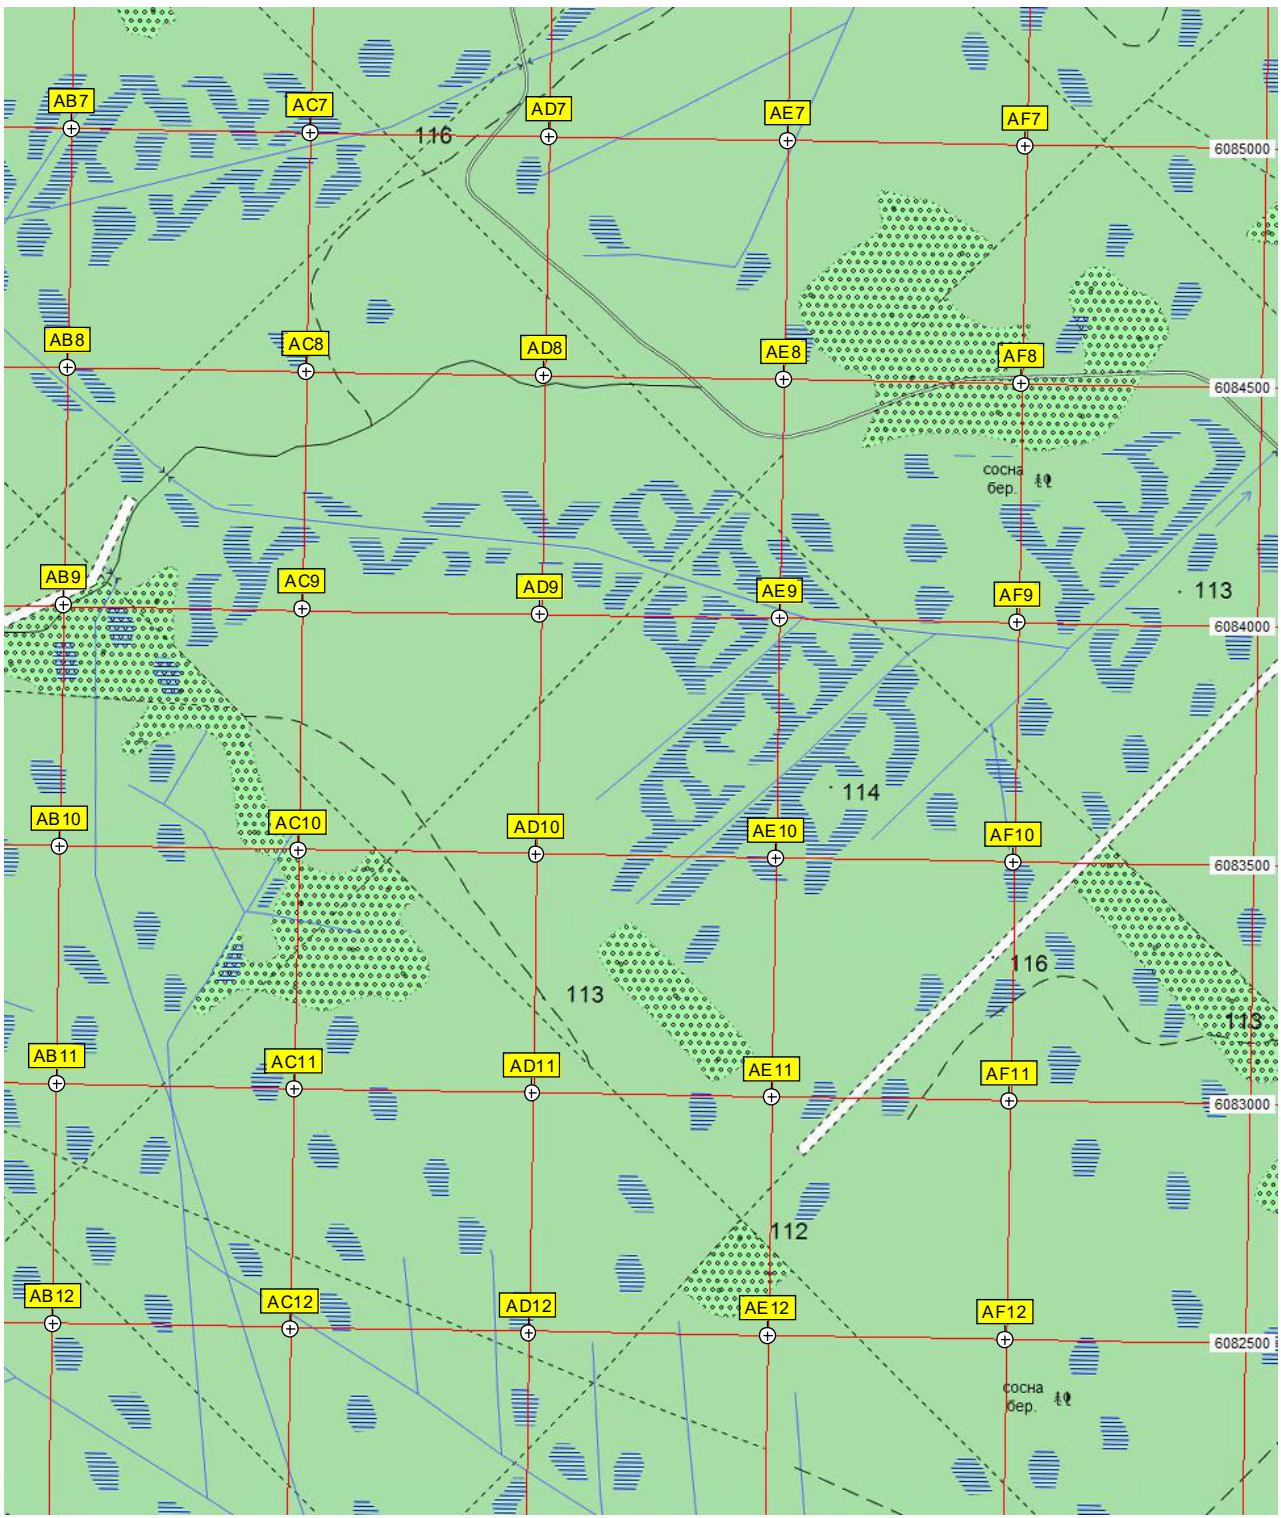 AB7
AC7
AD7
AE7
AF7
116
6085000
AB8
AC8
AD8
AE8
AF8
6084500
сосна
бер.
AB9
AC9
AD9
AE9
AF9
113
6084000
114
AB10
AC10
AD10
AE10
AF10
6083500
116
113
113
AB11
AC11
AD11
AE11
AF11
6083000
112
AB12
AC12
AD12
AE12
AF12
6082500
сосна
бер.